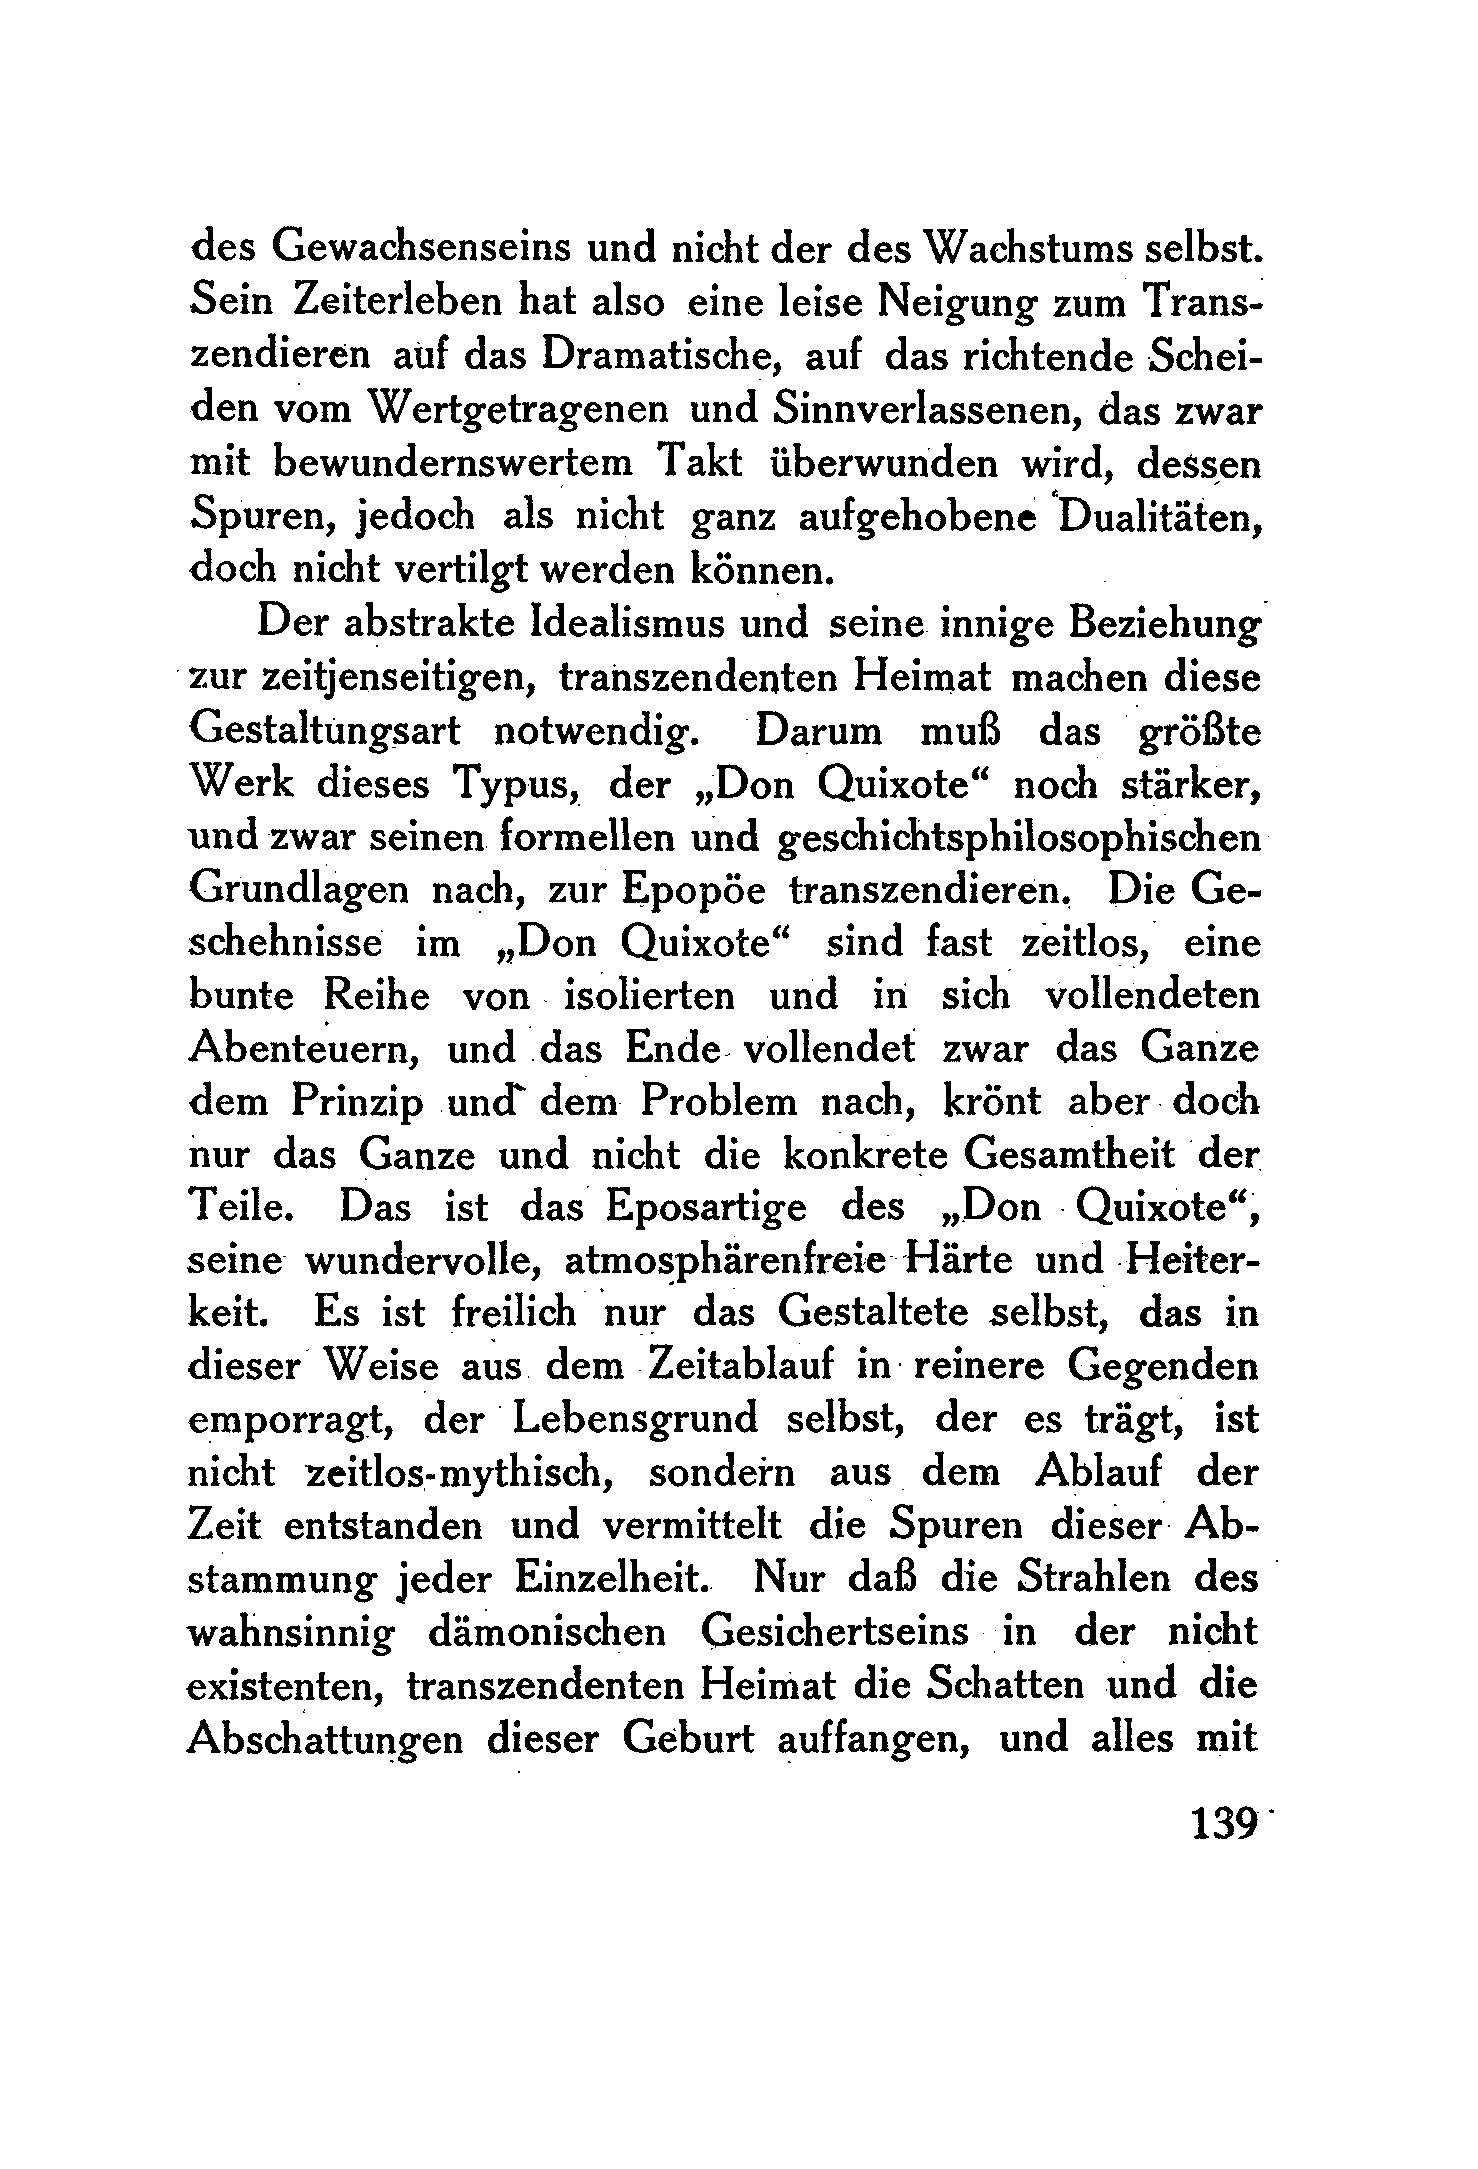 des Gewachsenseins und nicht der des Wachstums selbst.
Sein Zeiterleben hat also eine leise Neigung zum Trans-
zendieren auf das Dramatische, auf das richtende Schei-
den vom Wertgetragenen und Sinnverlassenen, das zwar
mit bewundernswertem Takt überwunden wird, dessen
Spuren, jedoch als nicht ganz aufgehobene Dualitäten,
doch nicht vertilgt werden können.
Der abstrakte Idealismus und seine innige Beziehung
zur zeitjenseitigen, transzendenten Heimat machen diese
Gestaltungsart notwendig. Darum muß das größte
Werk dieses Typus, der „Don Quixote“ noch stärker,
und zwar seinen formellen und geschichtsphilosophischen
Grundlagen nach, zur Epopöe transzendieren. Die Ge-
schehnisse im „Don Quixote“ sind fast zeitlos, eine
bunte Reihe von isolierten und in sich vollendeten
Abenteuern, und das Ende vollendet zwar das Ganze
dem Prinzip und dem Problem nach, krönt aber doch
nur das Ganze und nicht die konkrete Gesamtheit der
Teile. Das ist das Eposartige des „Don Quixote“,
seine wundervolle, atmosphärenfreie Härte und Heiter-
keit. Es ist freilich nur das Gestaltete selbst, das in
dieser Weise aus dem Zeitablauf in reinere Gegenden
emporragt, der Lebensgrund selbst, der es trägt, ist
nicht zeitlos-mythisch, sondern aus dem Ablauf der
Zeit entstanden und vermittelt die Spuren dieser Ab-
stammung jeder Einzelheit. Nur daß die Strahlen des
wahnsinnig dämonischen Gesichertseins in der nicht
existenten, transzendenten Heimat die Schatten und die
Abschattungen dieser Geburt auffangen, und alles mit
139